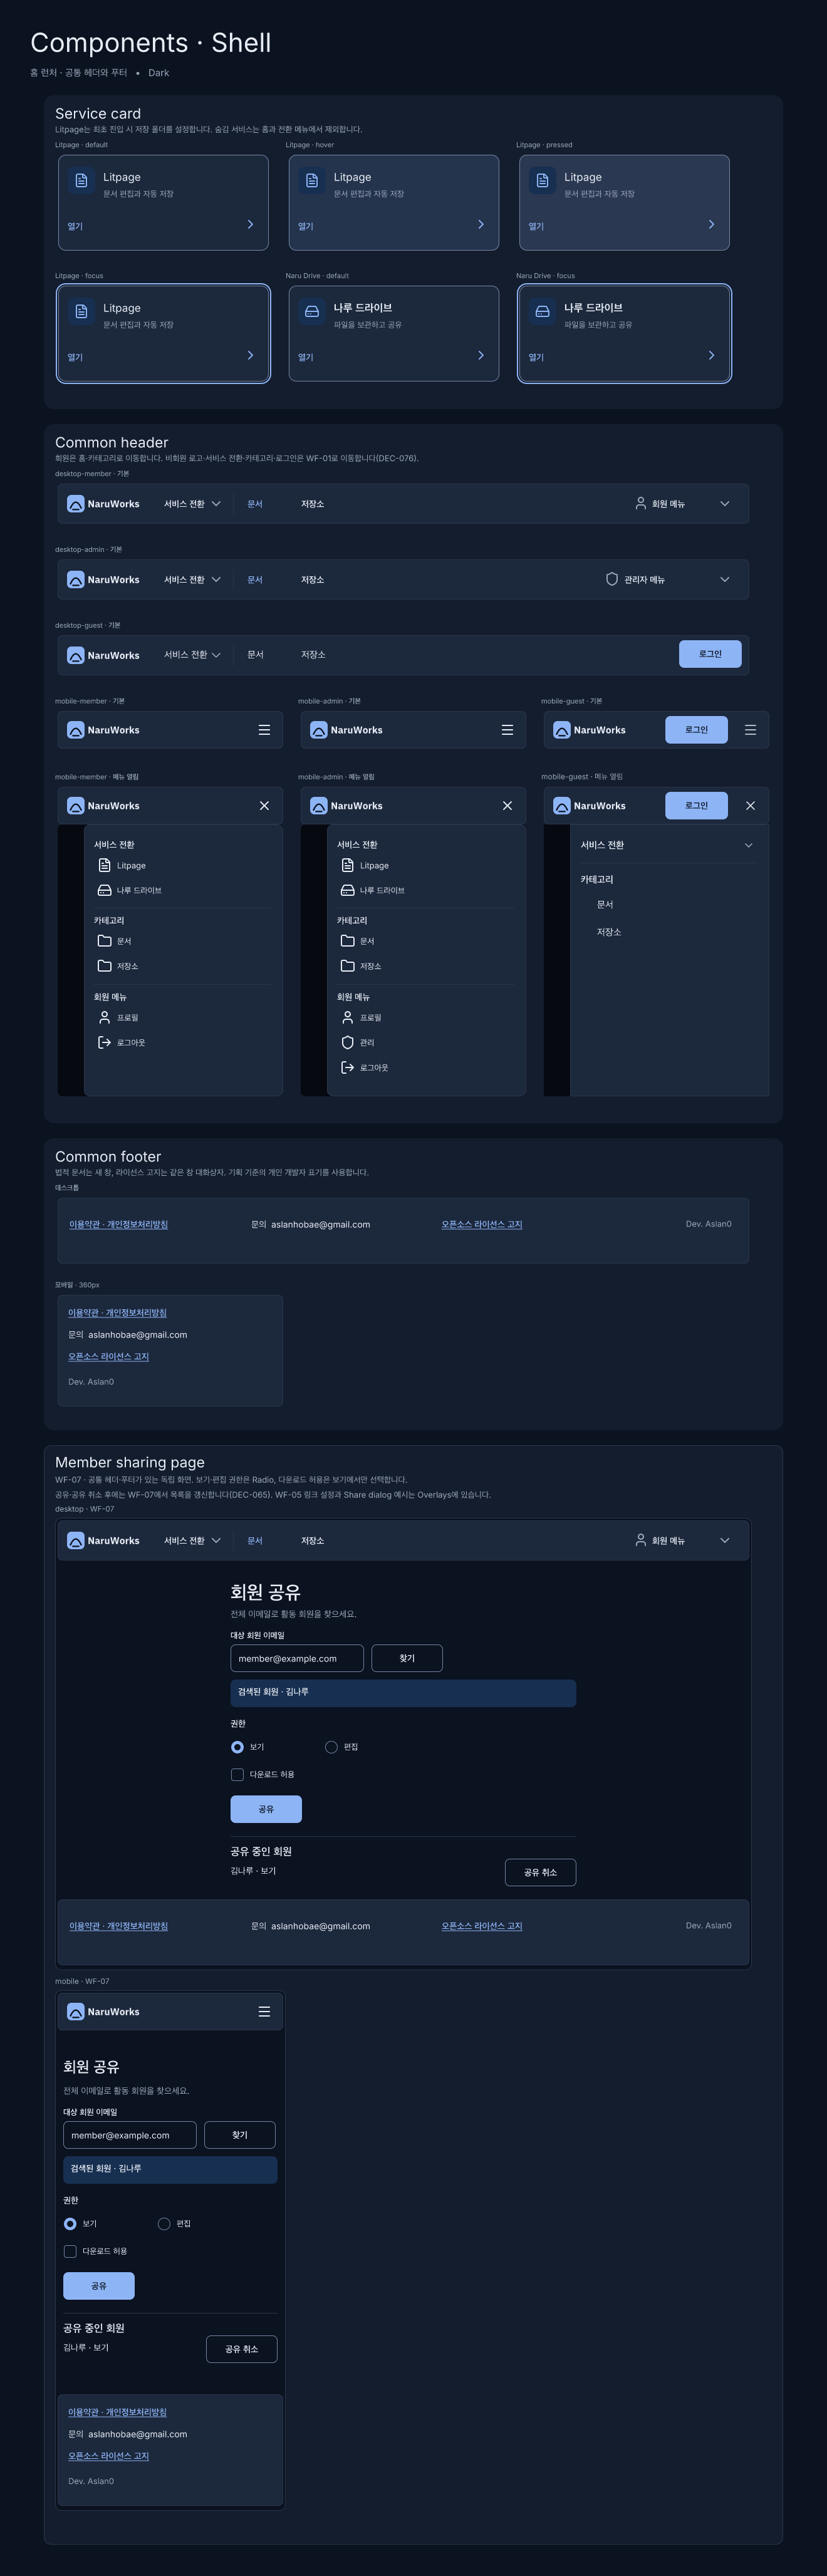 Components · Shell
홈 런처 · 공통 헤더와 푸터 • Dark
Service card
Litpage는 최초 진입 시 저장 폴더를 설정합니다. 숨김 서비스는 홈과 전환 메뉴에서 제외합니다.
Litpage · default
Litpage · hover
Litpage · pressed
Litpage
문서 편집과 자동 저장
열기
Litpage
문서 편집과 자동 저장
열기
Litpage
문서 편집과 자동 저장
열기
Litpage · focus
Naru Drive · default
Naru Drive · focus
Litpage
문서 편집과 자동 저장
열기
나루 드라이브
파일을 보관하고 공유
열기
나루 드라이브
파일을 보관하고 공유
열기
Common header
회원은 홈·카테고리로 이동합니다. 비회원 로고·서비스 전환·카테고리·로그인은 WF-01로 이동합니다(DEC-076).
desktop-member · 기본
NaruWorks 서비스 전환 문서 저장소 회원 메뉴
desktop-admin · 기본
NaruWorks 서비스 전환 문서 저장소 관리자 메뉴
desktop-guest · 기본
NaruWorks 서비스 전환 문서 저장소 로그인
mobile-member · 기본
mobile-admin · 기본
mobile-guest · 기본
NaruWorks
NaruWorks
NaruWorks 로그인
mobile-member · 메뉴 열림
mobile-admin · 메뉴 열림
mobile-guest · 메뉴 열림
NaruWorks
서비스 전환
Litpage
나루 드라이브
카테고리
문서
저장소
회원 메뉴
프로필
로그아웃
NaruWorks
서비스 전환
Litpage
나루 드라이브
카테고리
문서
저장소
회원 메뉴
프로필
관리
로그아웃
NaruWorks 로그인
서비스 전환
카테고리
문서
저장소
Common footer
법적 문서는 새 창, 라이선스 고지는 같은 창 대화상자. 기획 기준의 개인 개발자 표기를 사용합니다.
데스크톱
이용약관 · 개인정보처리방침 문의 aslanhobae@gmail.com 오픈소스 라이선스 고지 Dev. Aslan0
모바일 · 360px
이용약관 · 개인정보처리방침
문의 aslanhobae@gmail.com
오픈소스 라이선스 고지
Dev. Aslan0
Member sharing page
WF-07 · 공통 헤더·푸터가 있는 독립 화면. 보기·편집 권한은 Radio, 다운로드 허용은 보기에서만 선택합니다.
공유·공유 취소 후에는 WF-07에서 목록을 갱신합니다(DEC-065). WF-05 링크 설정과 Share dialog 예시는 Overlays에 있습니다.
desktop · WF-07
NaruWorks 서비스 전환 문서 저장소 회원 메뉴
회원 공유
전체 이메일로 활동 회원을 찾으세요.
대상 회원 이메일
member@example.com 찾기
검색된 회원 · 김나루
권한
보기 편집
다운로드 허용
공유
공유 중인 회원
김나루 · 보기 공유 취소
이용약관 · 개인정보처리방침 문의 aslanhobae@gmail.com 오픈소스 라이선스 고지 Dev. Aslan0
mobile · WF-07
NaruWorks
회원 공유
전체 이메일로 활동 회원을 찾으세요.
대상 회원 이메일
member@example.com 찾기
검색된 회원 · 김나루
권한
보기 편집
다운로드 허용
공유
공유 중인 회원
김나루 · 보기 공유 취소
이용약관 · 개인정보처리방침
문의 aslanhobae@gmail.com
오픈소스 라이선스 고지
Dev. Aslan0